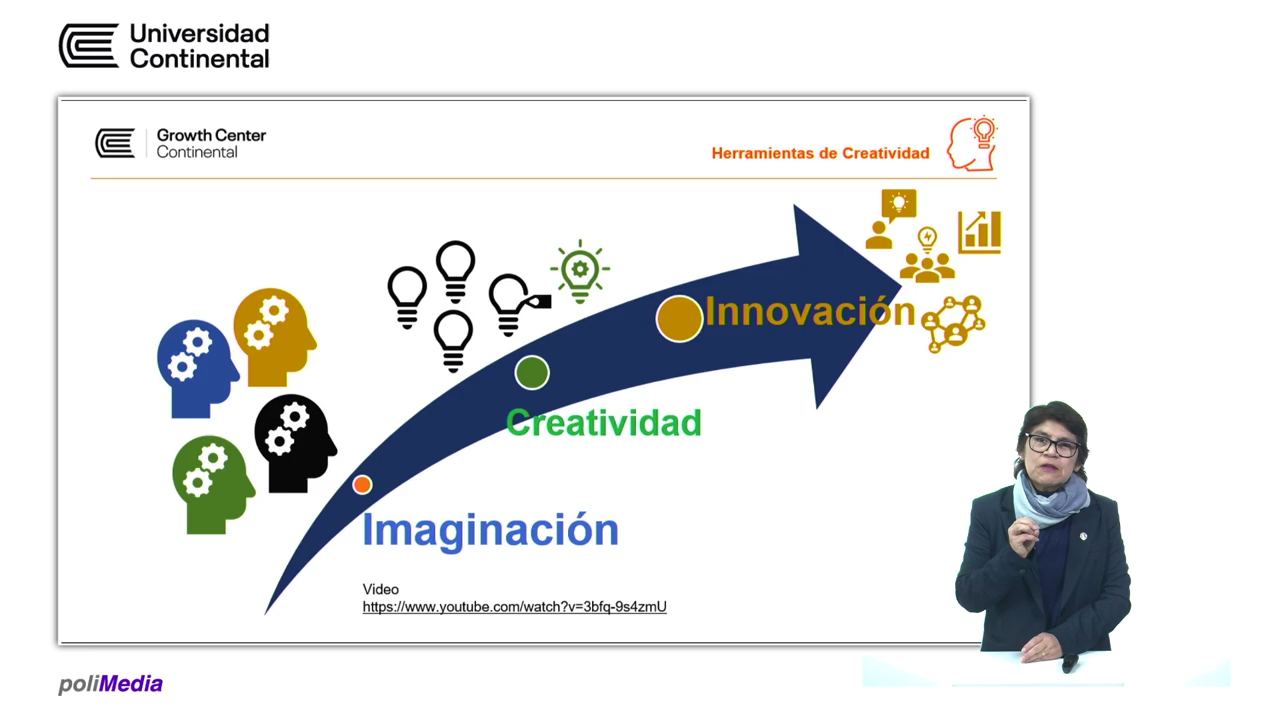 Universidad
Continental
Growth Center
Continental
Herramientas de Creatividad
Innovación
Creatividad
Imaginación
Video
https://www.youtube.com/watch?v=3bfq-9s4zmU
poliMedia